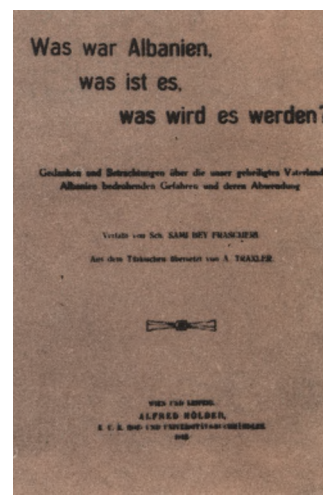 Was war Albanien,
was ist es,
was wird es werden?
Gedanken und Betrachtungen über die unser geheiligtes Vaterland
Albanien bedrohenden Gefahren und deren Abwendung
Verfaßt von Sch. SAMI BEY FRASCHERI.
Aus dem Türkischen übersetzt von A. TRAXLER.
WIEN UND LEIPZIG.
ALFRED HÖLDER,
K. U. K. HOF- UND UNIVERSITÄTS-BUCHHÄNDLER.